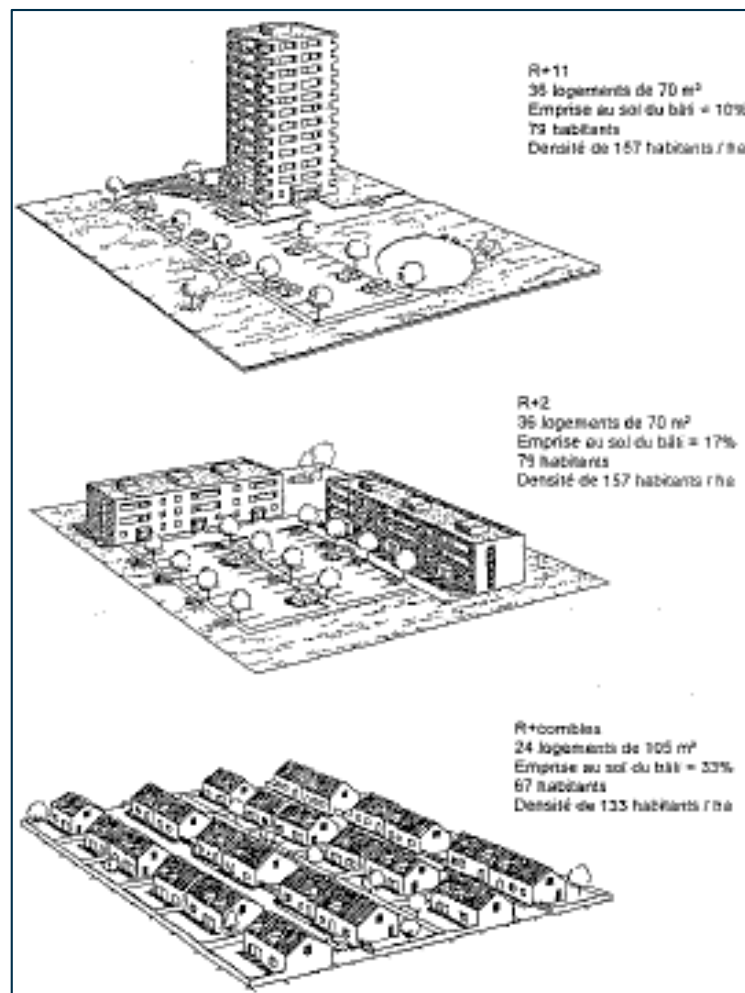 R+11
36 logements de 70 m²
Emprise au sol du bâti = 10%
79 habitants
Densité de 157 habitants / ha
R+2
36 logements de 70 m²
Emprise au sol du bâti = 17%
79 habitants
Densité de 157 habitants / ha
R+combles
24 logements de 105 m²
Emprise au sol du bâti = 33%
67 habitants
Densité de 133 habitants / ha